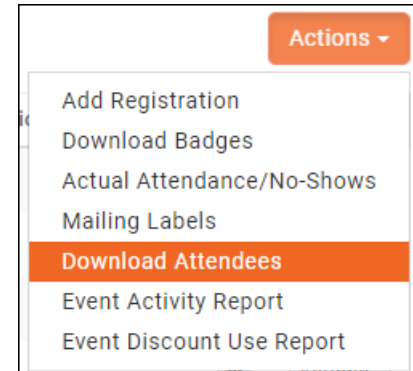 Actions
Add Registration
Download Badges
Actual Attendance/No-Shows
Mailing Labels
Download Attendees
Event Activity Report
Event Discount Use Report